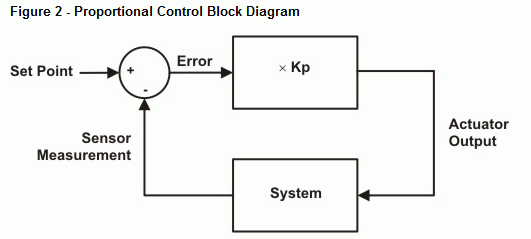 Figure 2 - Proportional Control Block Diagram
Set Point
+
-
Error
× Kp
Actuator
Output
Sensor
Measurement
System